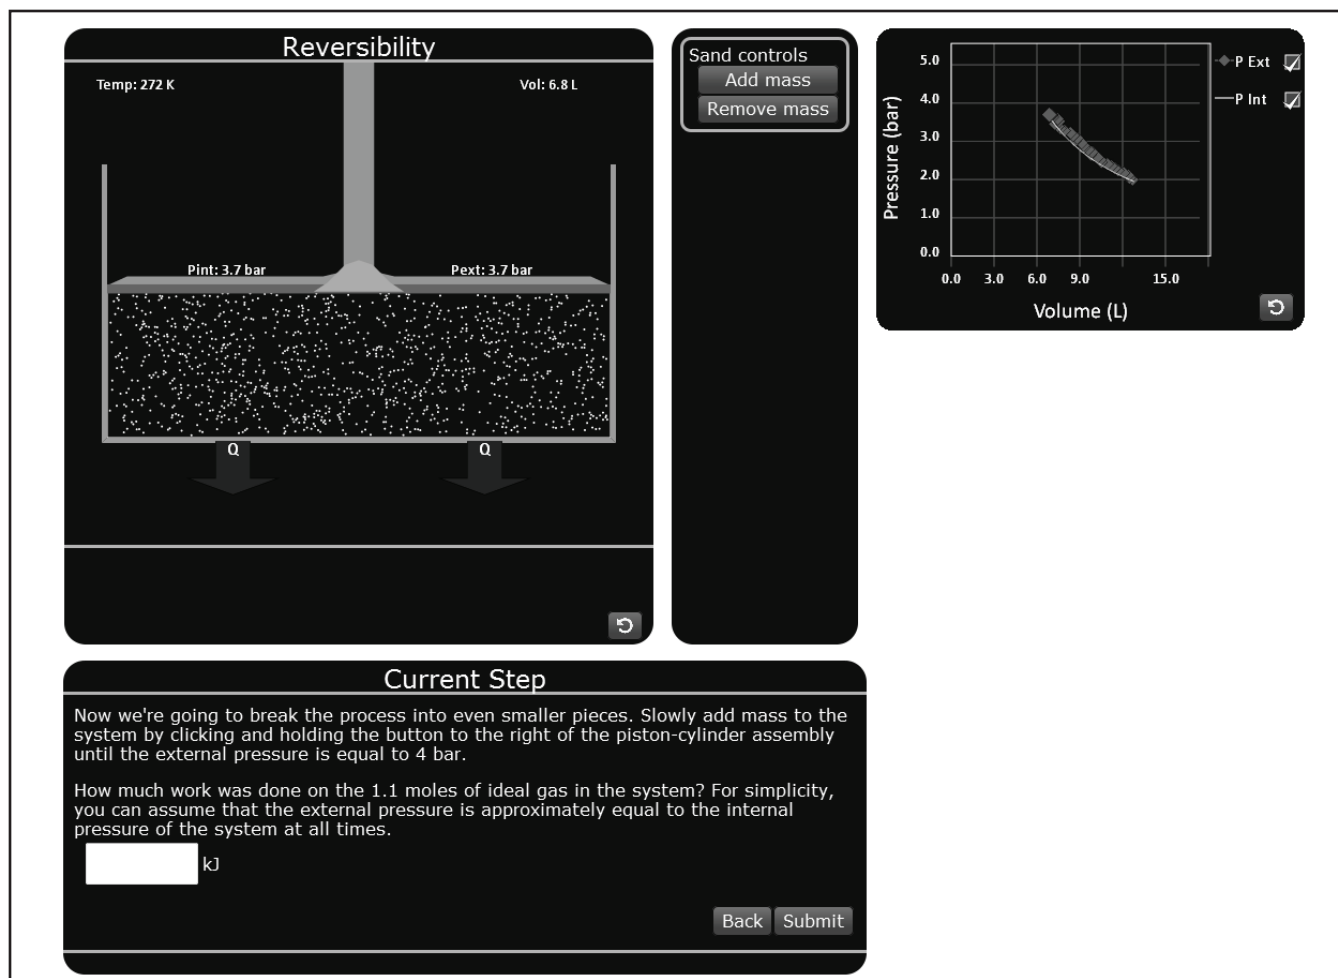 Reversibility
Temp: 272 K
Vol: 6.8 L
Pint: 3.7 bar
Pext: 3.7 bar
Q
Q
Sand controls
Add mass
Remove mass
5.0
4.0
3.0
2.0
1.0
0.0
Pressure (bar)
0.0 3.0 6.0 9.0 15.0
Volume (L)
P Ext
P Int
Current Step
Now we're going to break the process into even smaller pieces. Slowly add mass to the
system by clicking and holding the button to the right of the piston-cylinder assembly
until the external pressure is equal to 4 bar.
How much work was done on the 1.1 moles of ideal gas in the system? For simplicity,
you can assume that the external pressure is approximately equal to the internal
pressure of the system at all times.
kJ
Back Submit